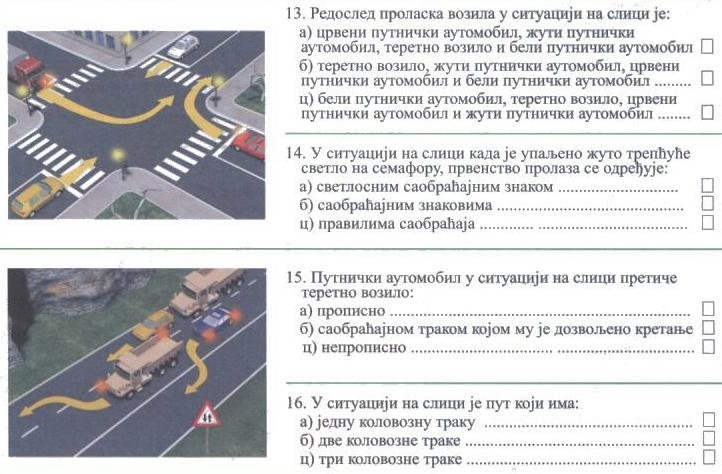 13. Редослед проласка возила у ситуацији на слици је:
а) црвени путнички аутомобил, жути путнички
аутомобил, теретно возило и бели путнички аутомобил
б) теретно возило, жути путнички аутомобил, црвени
путнички аутомобил и бели путнички аутомобил .........
ц) бели путнички аутомобил, теретно возило, црвени
путнички аутомобил и жути путнички аутомобил ........
14. У ситуацији на слици када је упаљено жуто трепћуће
светло на семафору, првенство пролаза се одређује:
а) светлосним саобраћајним знаком ..................................
б) саобраћајним знаковима ..................................................
ц) правилима саобраћаја .....................................................
15. Путнички аутомобил у ситуацији на слици претиче
теретно возило:
а) прописно ...........................................................................
б) саобраћајном траком којом му је дозвољено кретање
ц) непрописно .......................................................................
16. У ситуацији на слици је пут који има:
а) једну коловозну траку .....................................................
б) две коловозне траке .........................................................
ц) три коловозне траке .........................................................